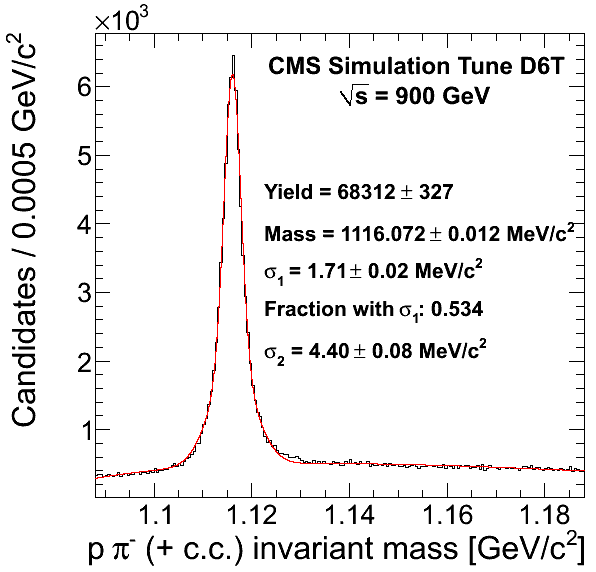 ×10³
CMS Simulation Tune D6T
√s = 900 GeV
Yield = 68312 ± 327
Mass = 1116.072 ± 0.012 MeV/c²
σ₁ = 1.71 ± 0.02 MeV/c²
Fraction with σ₁: 0.534
σ₂ = 4.40 ± 0.08 MeV/c²
Candidates / 0.0005 GeV/c²
6
5
4
3
2
1
1.1 1.12 1.14 1.16 1.18
p π⁻ (+ c.c.) invariant mass [GeV/c²]